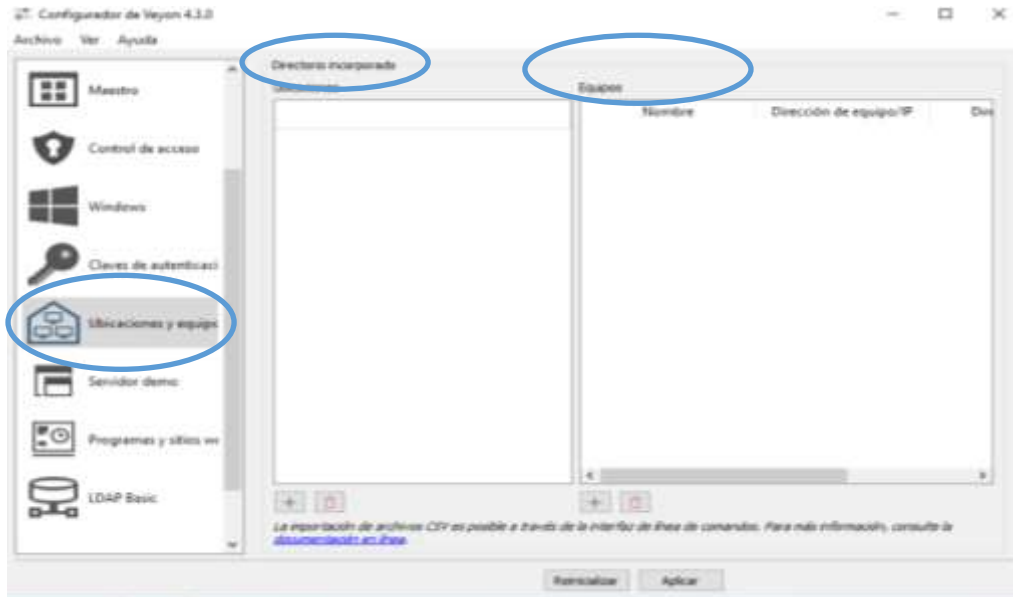 Configurador de Veyon 4.3.0
Archivo Ver Ayuda
Maestro
Control de acceso
Windows
Claves de autenticaci
Ubicaciones y equipo
Servidor demo
Programas y sitios we
LDAP Basic
Directorio incorporado
Equipos
Nombre Dirección de equipo/IP Dire
La importación de archivos CSV es posible a través de la interfaz de línea de comandos. Para más información, consulte la
documentación en línea.
Reinicializar Aplicar